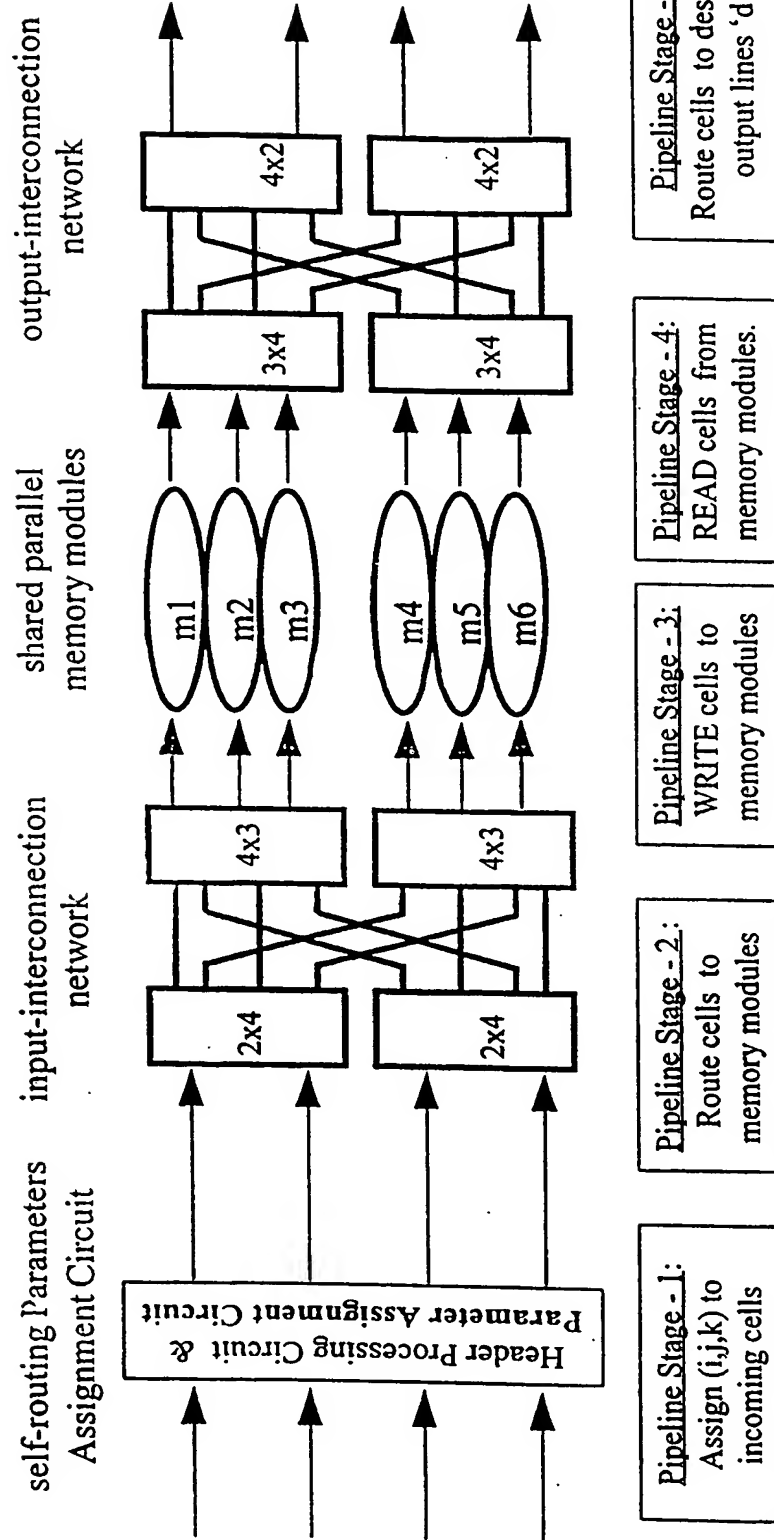 self-routing Parameters
Assignment Circuit
input-interconnection
network
shared parallel
memory modules
output-interconnection
network
Header Processing Circuit &
Parameter Assignment Circuit
2x4
2x4
4x3
4x3
m1
m2
m3
m4
m5
m6
3x4
3x4
4x2
4x2
Pipeline Stage - 1:
Assign (i,j,k) to
incoming cells
Pipeline Stage - 2 :
Route cells to
memory modules
Pipeline Stage - 3:
WRITE cells to
memory modules
Pipeline Stage - 4:
READ cells from
memory modules.
Pipeline Stage -
Route cells to des
output lines ‘d